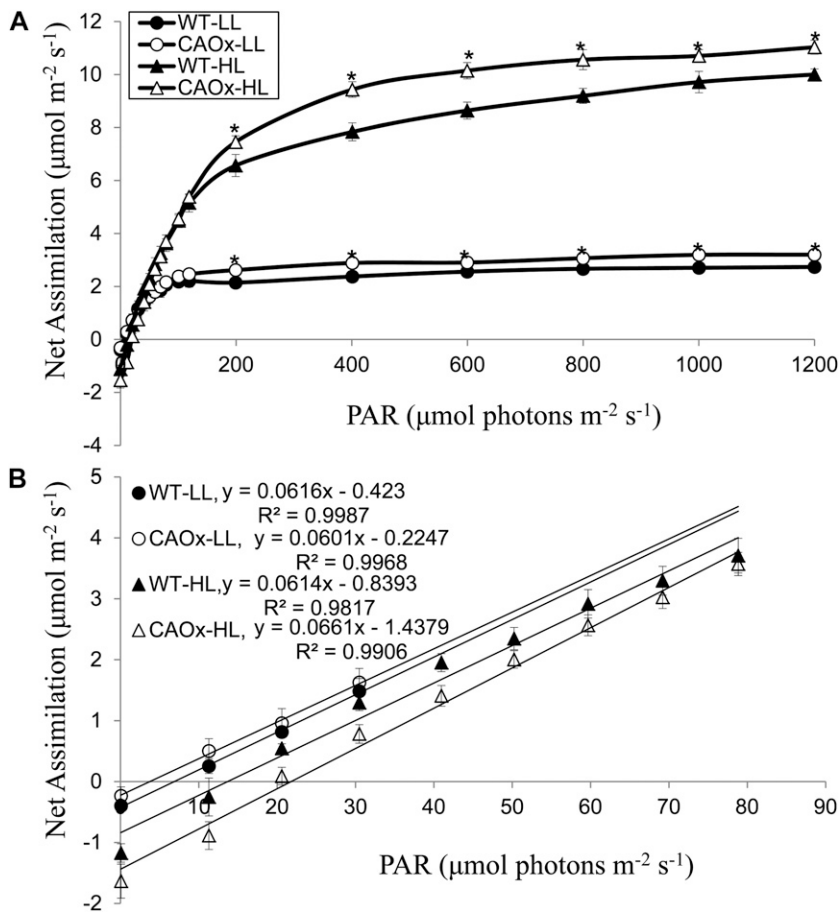 A
WT-LL
CAOx-LL
WT-HL
CAOx-HL
Net Assimilation (µmol m-2 s-1)
12
10
8
6
4
2
0
-2
-4
* * * * * *
* * * * * *
200 400 600 800 1000 1200
PAR (µmol photons m-2 s-1)
B
WT-LL, y = 0.0616x - 0.423
R² = 0.9987
CAOx-LL, y = 0.0601x - 0.2247
R² = 0.9968
WT-HL, y = 0.0614x - 0.8393
R² = 0.9817
CAOx-HL, y = 0.0661x - 1.4379
R² = 0.9906
Net Assimilation (µmol m-2 s-1)
5
4
3
2
1
0
-1
-2
10 20 30 40 50 60 70 80 90
PAR (µmol photons m-2 s-1)